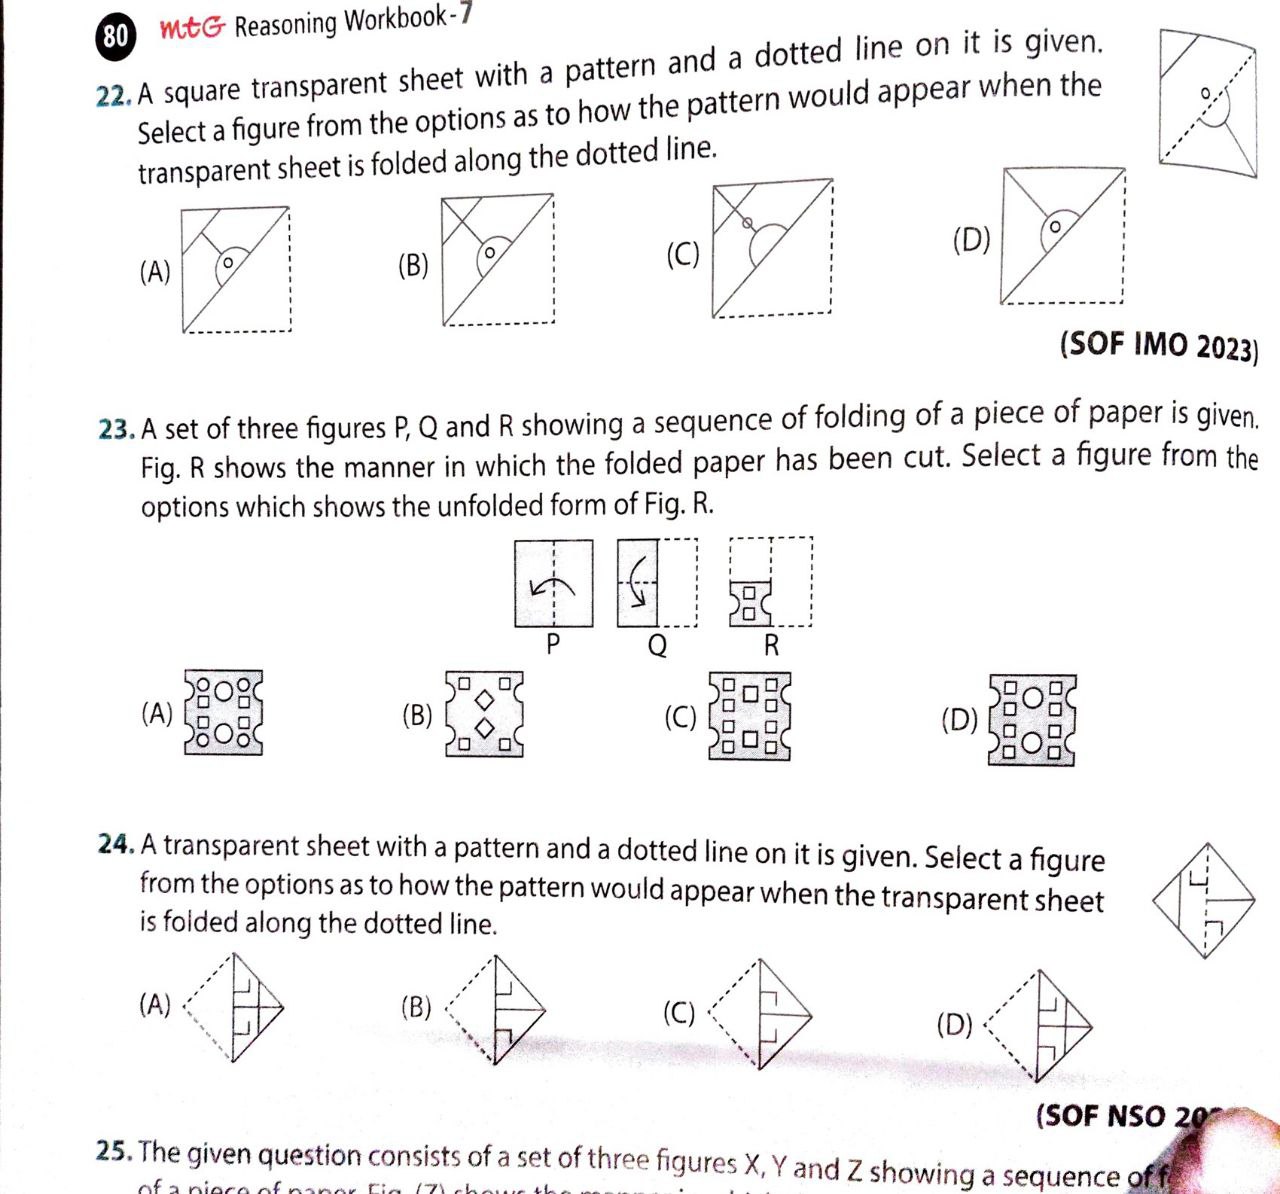 80 mtG Reasoning Workbook-7
22. A square transparent sheet with a pattern and a dotted line on it is given.
Select a figure from the options as to how the pattern would appear when the
transparent sheet is folded along the dotted line.
(A) (B) (C) (D)
(SOF IMO 2023)
23. A set of three figures P, Q and R showing a sequence of folding of a piece of paper is given.
Fig. R shows the manner in which the folded paper has been cut. Select a figure from the
options which shows the unfolded form of Fig. R.
P Q R
(A) (B) (C) (D)
24. A transparent sheet with a pattern and a dotted line on it is given. Select a figure
from the options as to how the pattern would appear when the transparent sheet
is folded along the dotted line.
(A) (B) (C) (D)
(SOF NSO 20
25. The given question consists of a set of three figures X, Y and Z showing a sequence of
of a piece of paper. Fig. (Z) shows the